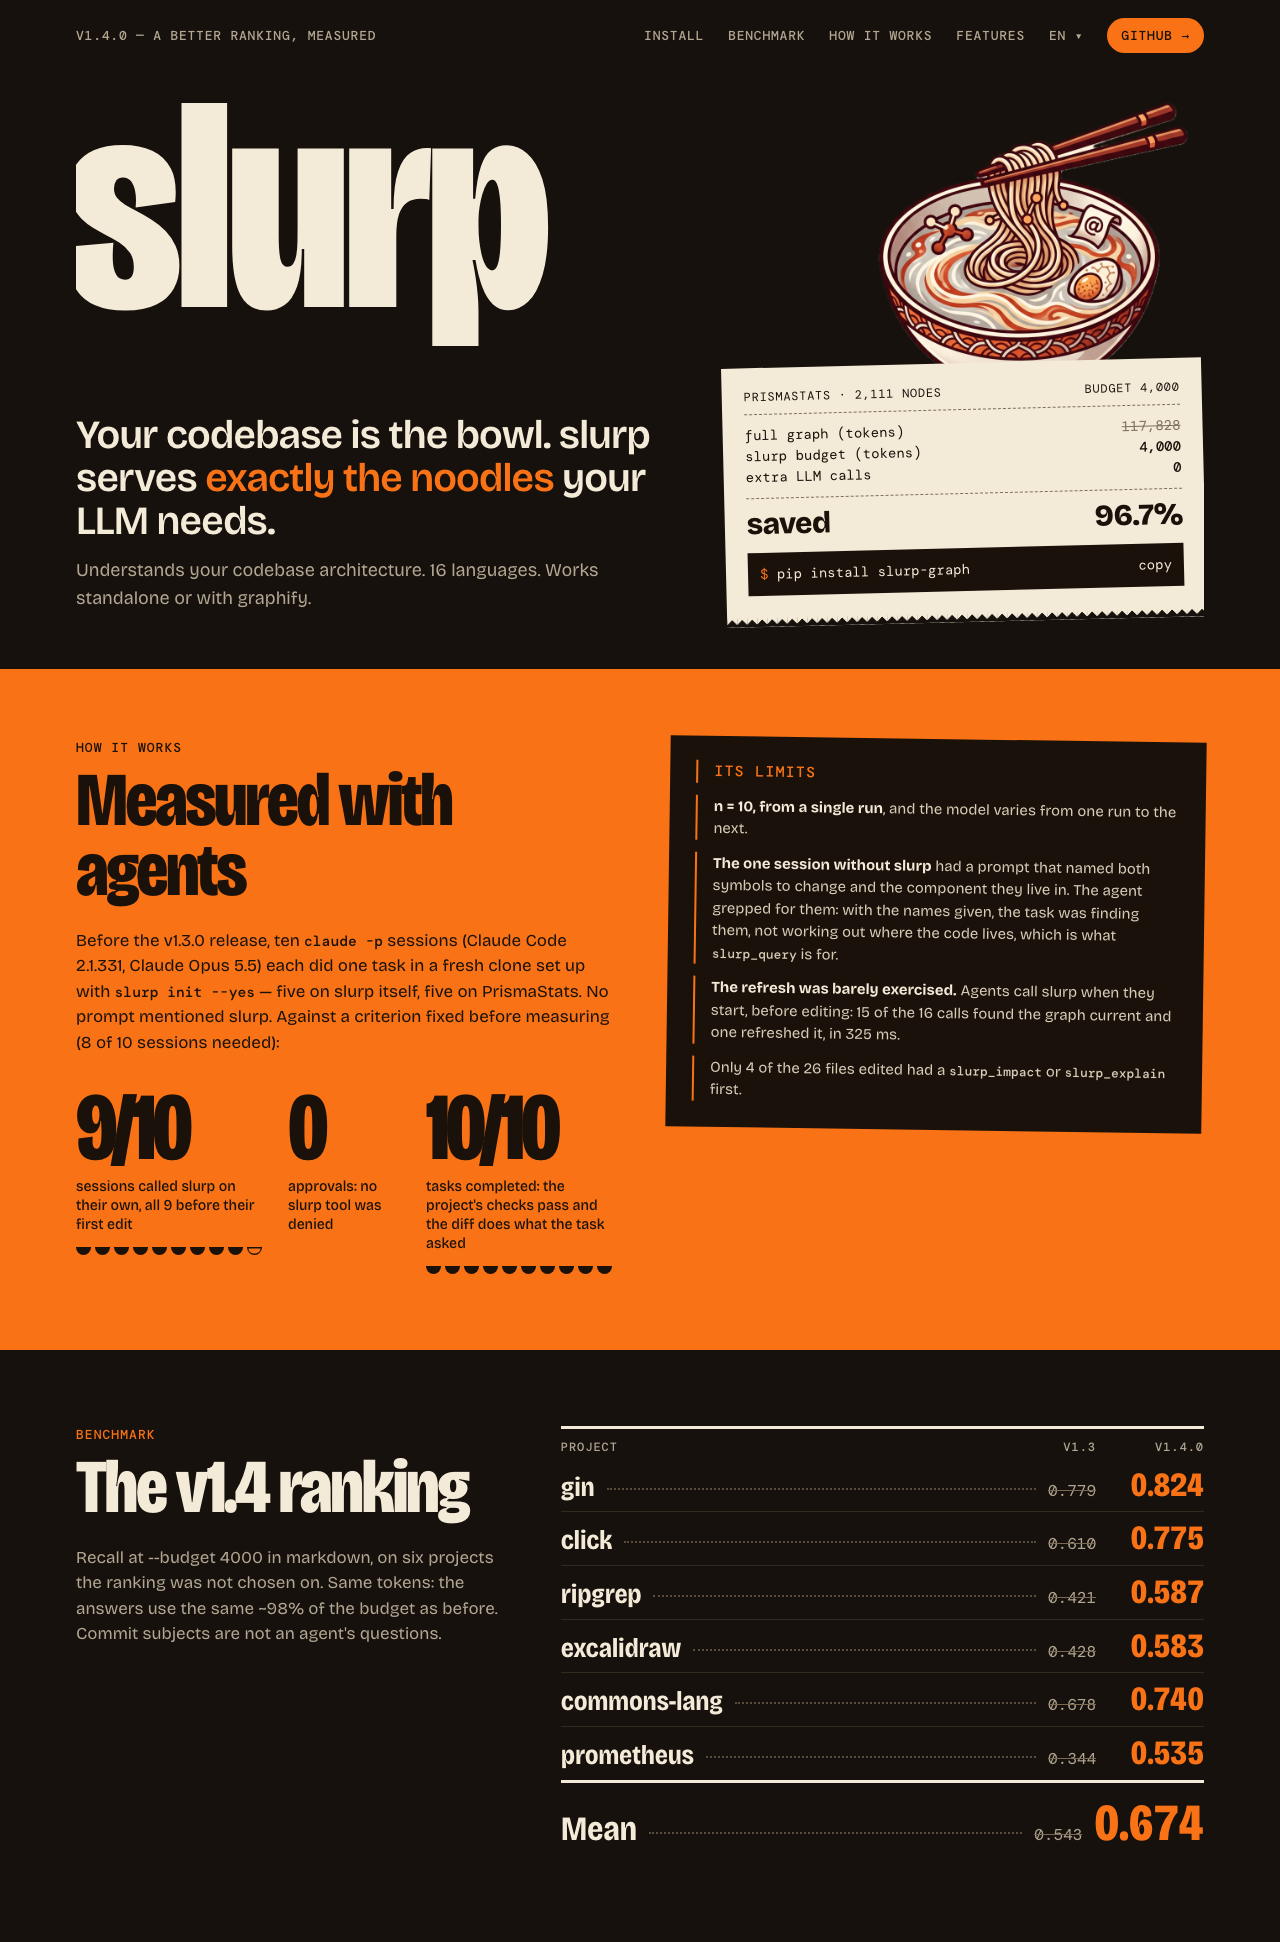 V1.4.0 — A BETTER RANKING, MEASURED
INSTALL BENCHMARK HOW IT WORKS FEATURES EN ▾ GITHUB →
slurp
@
Your codebase is the bowl. slurp
serves exactly the noodles your
LLM needs.
Understands your codebase architecture. 16 languages. Works
standalone or with graphify.
PRISMASTATS · 2,111 NODES BUDGET 4,000
full graph (tokens) 117,828
slurp budget (tokens) 4,000
extra LLM calls 0
saved 96.7%
$ pip install slurp-graph copy
HOW IT WORKS
Measured with
agents
Before the v1.3.0 release, ten claude -p sessions (Claude Code
2.1.331, Claude Opus 5.5) each did one task in a fresh clone set up
with slurp init --yes — five on slurp itself, five on PrismaStats. No
prompt mentioned slurp. Against a criterion fixed before measuring
(8 of 10 sessions needed):
9/10 0 10/10
sessions called slurp on
their own, all 9 before their
first edit
approvals: no
slurp tool was
denied
tasks completed: the
project's checks pass and
the diff does what the task
asked
ITS LIMITS
n = 10, from a single run, and the model varies from one run to the
next.
The one session without slurp had a prompt that named both
symbols to change and the component they live in. The agent
grepped for them: with the names given, the task was finding
them, not working out where the code lives, which is what
slurp_query is for.
The refresh was barely exercised. Agents call slurp when they
start, before editing: 15 of the 16 calls found the graph current and
one refreshed it, in 325 ms.
Only 4 of the 26 files edited had a slurp_impact or slurp_explain
first.
BENCHMARK
The v1.4 ranking
Recall at --budget 4000 in markdown, on six projects
the ranking was not chosen on. Same tokens: the
answers use the same ~98% of the budget as before.
Commit subjects are not an agent's questions.
PROJECT V1.3 V1.4.0
gin 0.779 0.824
click 0.610 0.775
ripgrep 0.421 0.587
excalidraw 0.428 0.583
commons-lang 0.678 0.740
prometheus 0.344 0.535
Mean 0.543 0.674